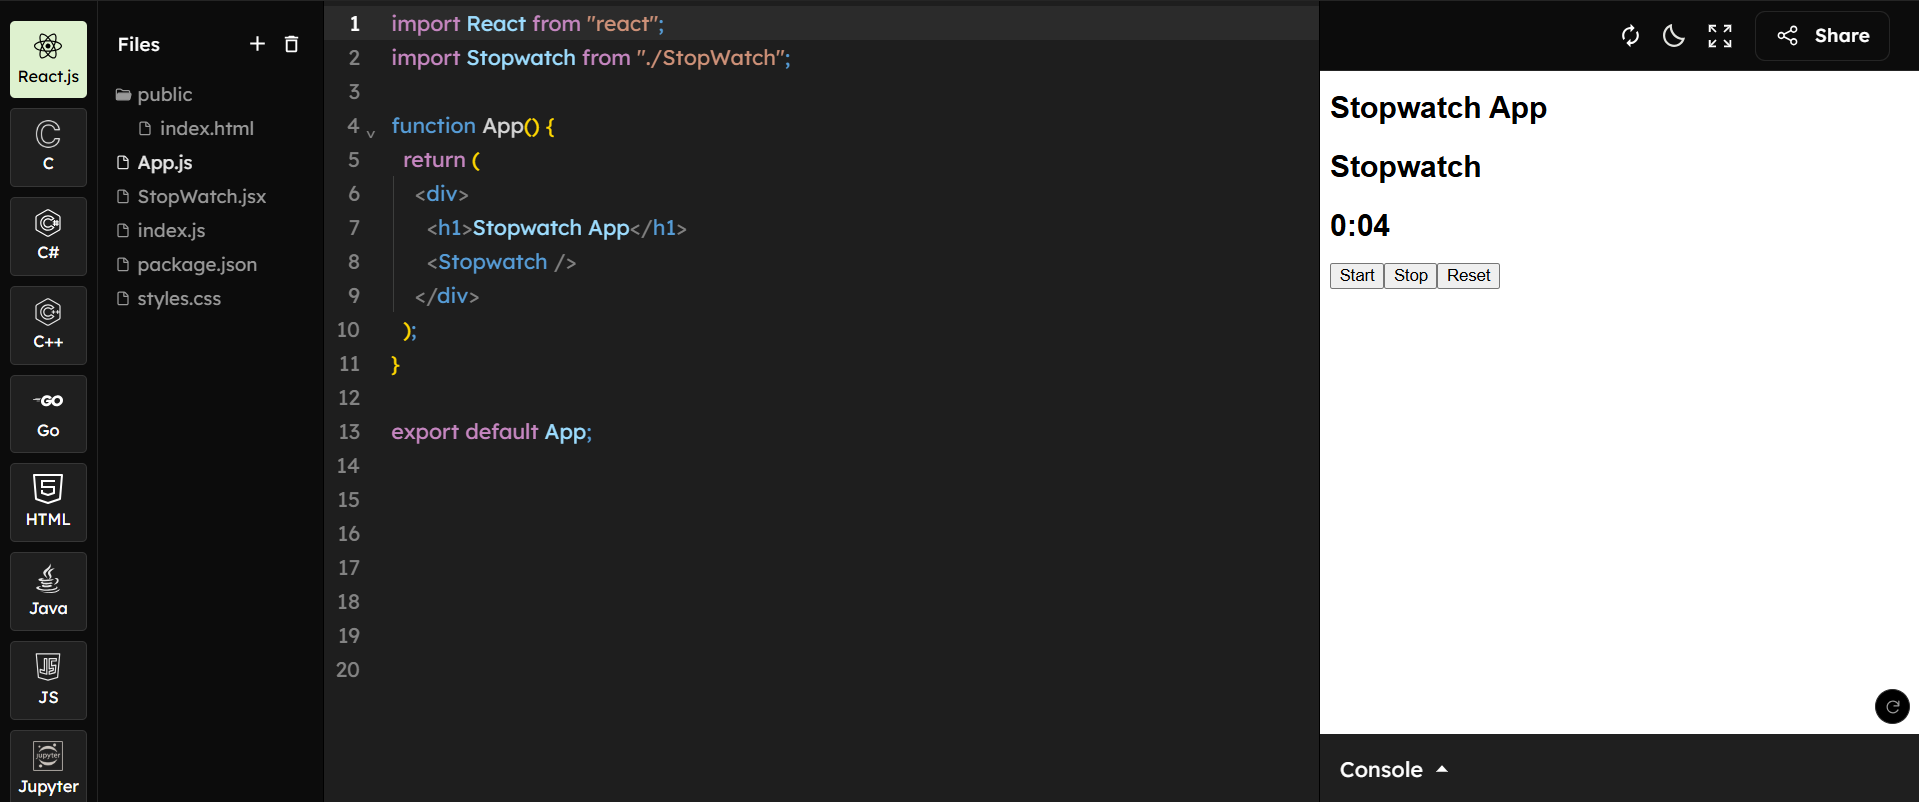 React.js
C
C#
C++
GO
Go
HTML
Java
JS
JS
jupyter
Jupyter
Files
public
index.html
App.js
StopWatch.jsx
index.js
package.json
styles.css
1 import React from "react";
2 import Stopwatch from "./StopWatch";
3
4 function App() {
5 return (
6 <div>
7 <h1>Stopwatch App</h1>
8 <Stopwatch />
9 </div>
10 );
11 }
12
13 export default App;
14
15
16
17
18
19
20
Share
Stopwatch App
Stopwatch
0:04
Start Stop Reset
Console